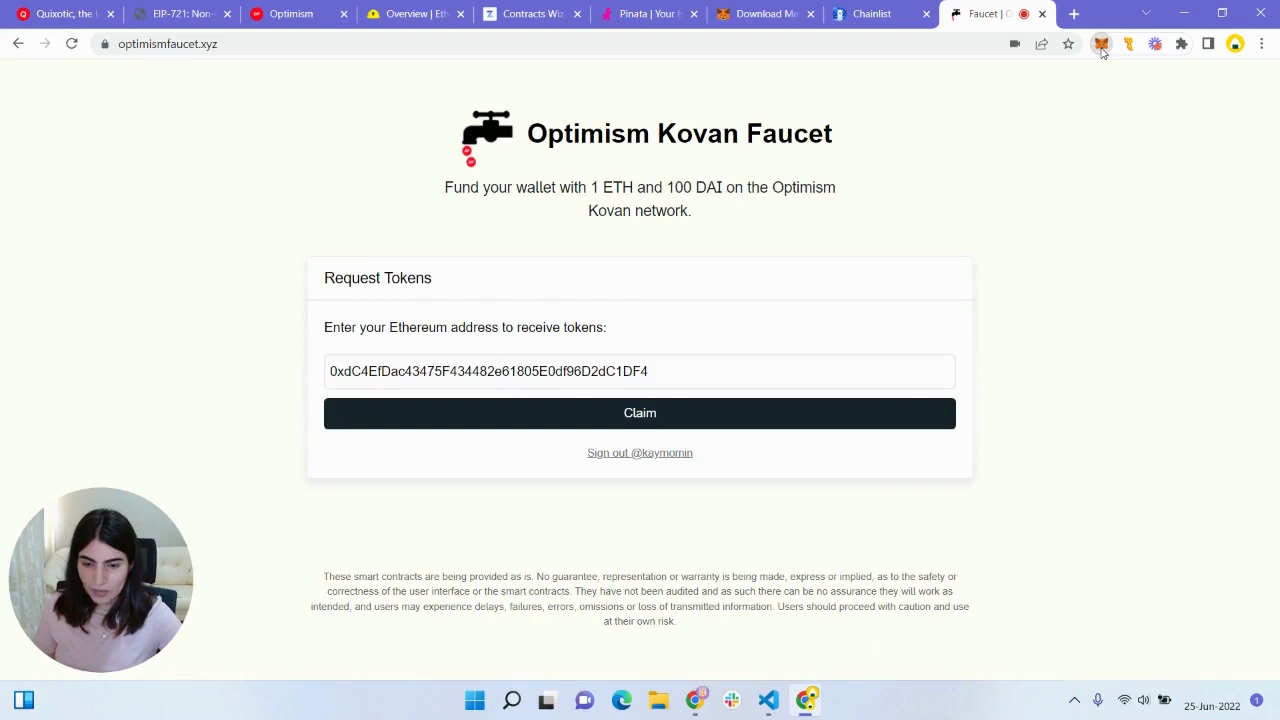 Quixotic, the
EIP-721: Non-
Optimism
Overview | Eth
Contracts Wiz
Pinata | Your h
Download Me
Chainlist
Faucet | O
optimismfaucet.xyz
Optimism Kovan Faucet
Fund your wallet with 1 ETH and 100 DAI on the Optimism
Kovan network.
Request Tokens
Enter your Ethereum address to receive tokens:
0xdC4EfDac43475F434482e61805E0df96D2dC1DF4
Claim
Sign out @kaymomin
These smart contracts are being provided as is. No guarantee, representation or warranty is being made, express or implied, as to the safety or
correctness of the user interface or the smart contracts. They have not been audited and as such there can be no assurance they will work as
intended, and users may experience delays, failures, errors, omissions or loss of transmitted information. Users should proceed with caution and use
at their own risk.
25-Jun-2022
1